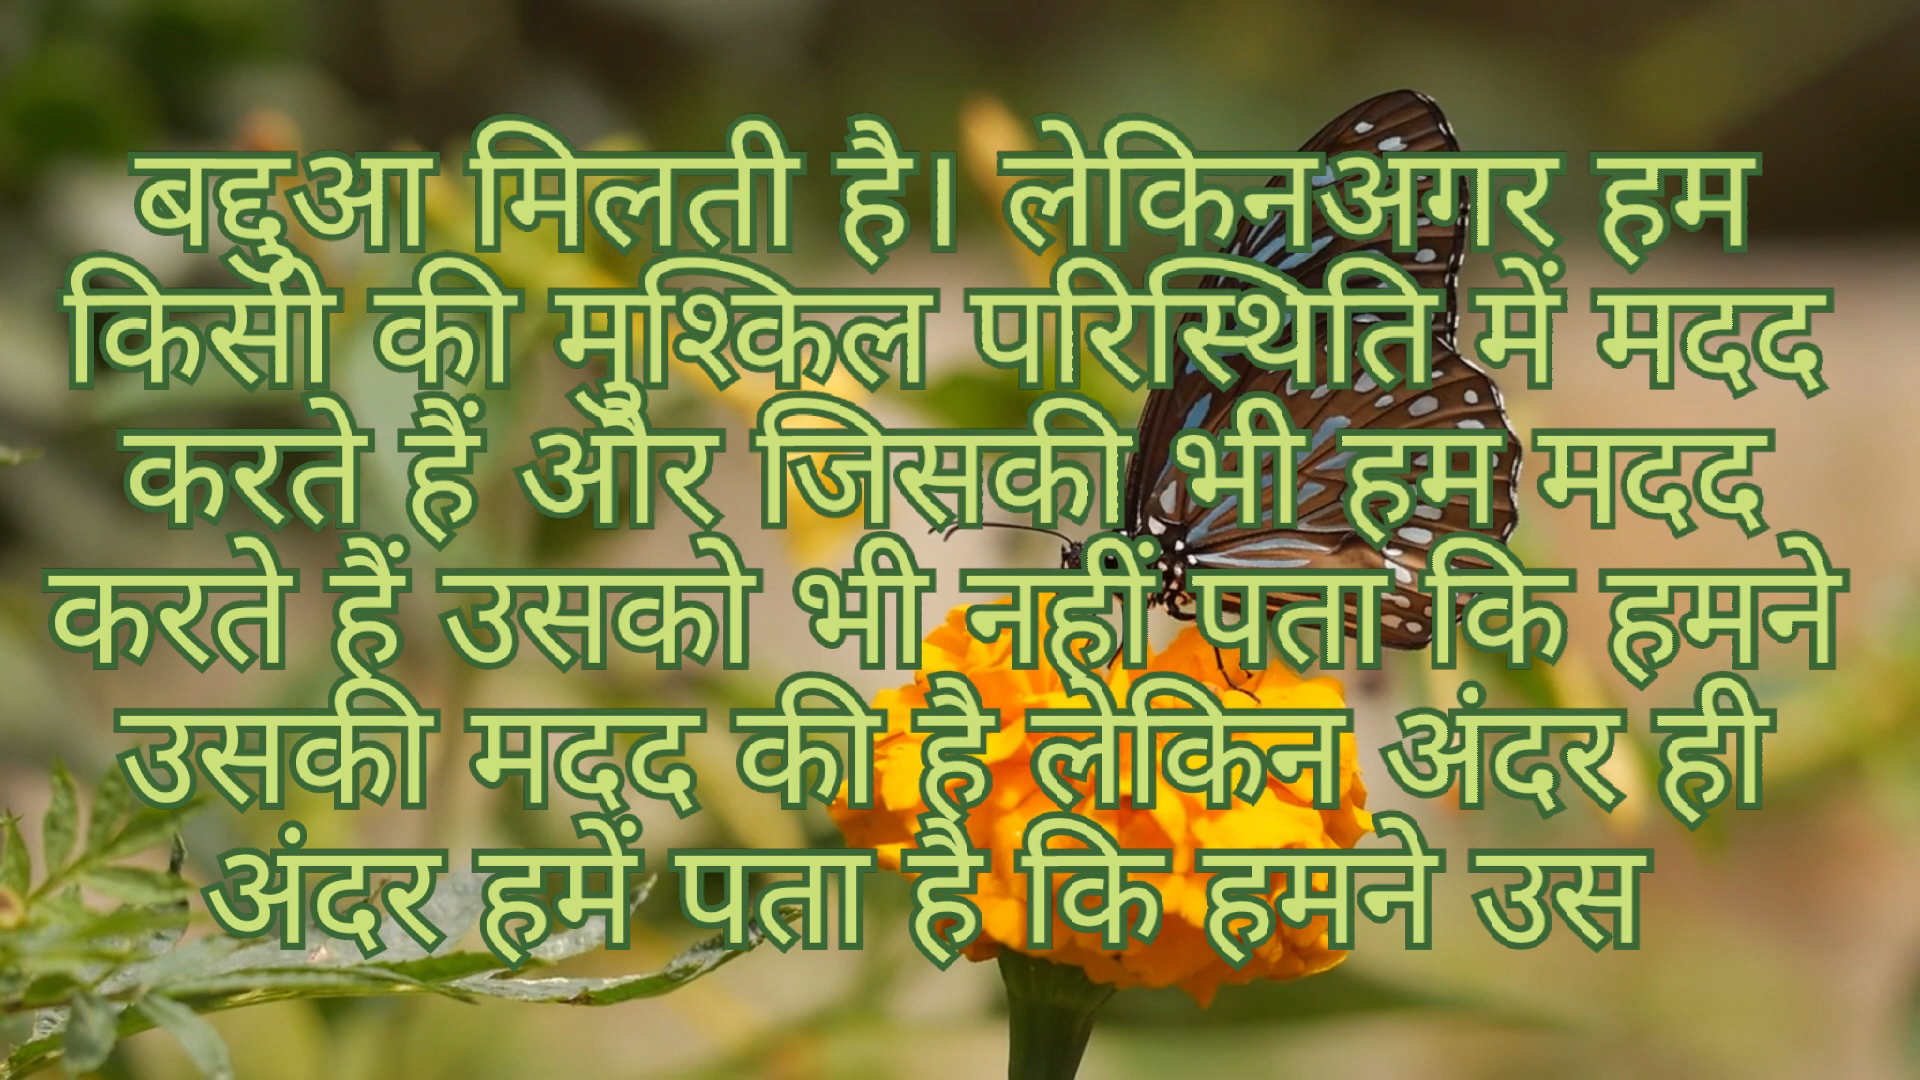 बद्दुआ मिलती है। लेकिनअगर हम
किसी की मुश्किल परिस्थिति में मदद
करते हैं और जिसकी भी हम मदद
करते हैं उसको भी नहीं पता कि हमने
उसकी मदद की है लेकिन अंदर ही
अंदर हमें पता है कि हमने उस